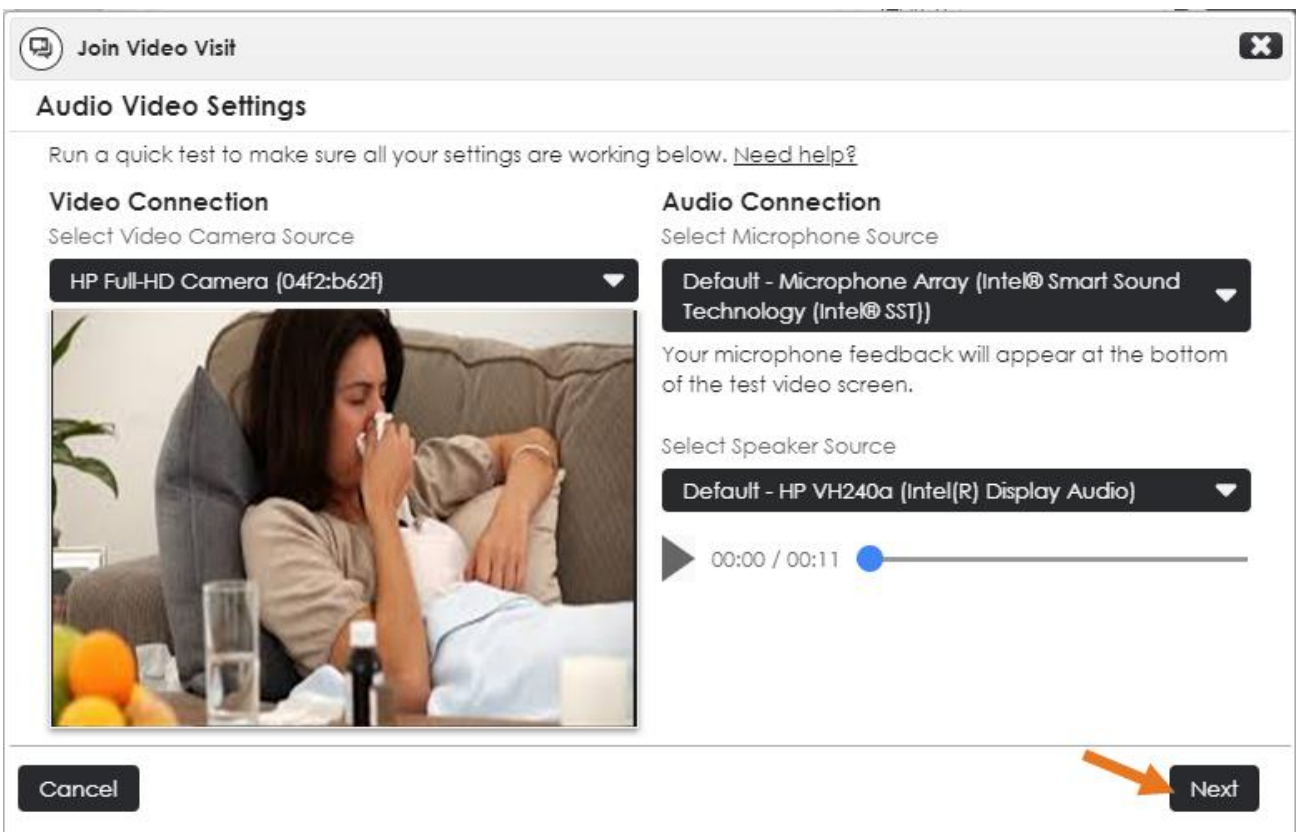 Join Video Visit
Audio Video Settings
Run a quick test to make sure all your settings are working below. Need help?
Video Connection
Select Video Camera Source
HP Full-HD Camera (04f2:b62f)
Audio Connection
Select Microphone Source
Default - Microphone Array (Intel® Smart Sound
Technology (Intel® SST))
Your microphone feedback will appear at the bottom
of the test video screen.
Select Speaker Source
Default - HP VH240a (Intel(R) Display Audio)
00:00 / 00:11
Cancel
Next